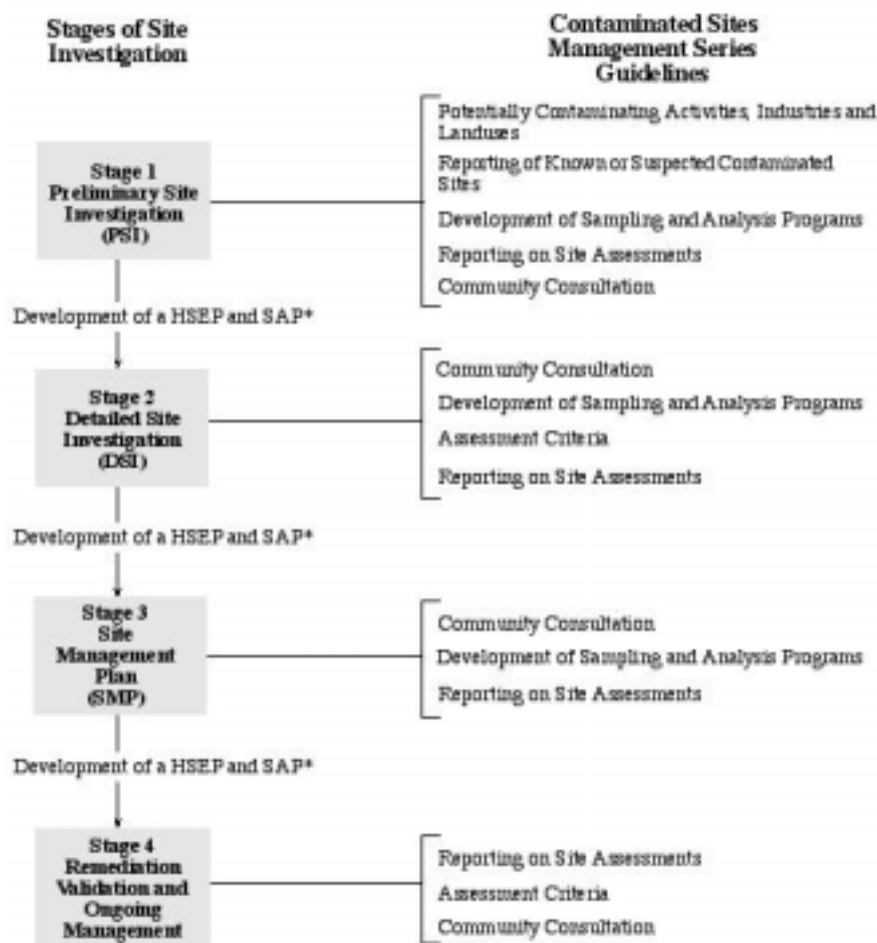 Stages of Site
Investigation
Contaminated Sites
Management Series
Guidelines
Stage 1
Preliminary Site
Investigation
(PSI)
Potentially Contaminating Activities, Industries and
Landuses
Reporting of Known or Suspected Contaminated
Sites
Development of Sampling and Analysis Programs
Reporting on Site Assessments
Community Consultation
Development of a HSEP and SAP*
Stage 2
Detailed Site
Investigation
(DSI)
Community Consultation
Development of Sampling and Analysis Programs
Assessment Criteria
Reporting on Site Assessments
Development of a HSEP and SAP*
Stage 3
Site
Management
Plan
(SMP)
Community Consultation
Development of Sampling and Analysis Programs
Reporting on Site Assessments
Development of a HSEP and SAP*
Stage 4
Remediation
Validation and
Ongoing
Management
Reporting on Site Assessments
Assessment Criteria
Community Consultation